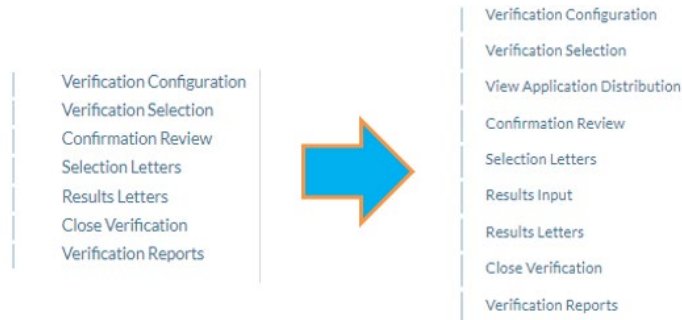 Verification Configuration
Verification Selection
Confirmation Review
Selection Letters
Results Letters
Close Verification
Verification Reports
Verification Configuration
Verification Selection
View Application Distribution
Confirmation Review
Selection Letters
Results Input
Results Letters
Close Verification
Verification Reports